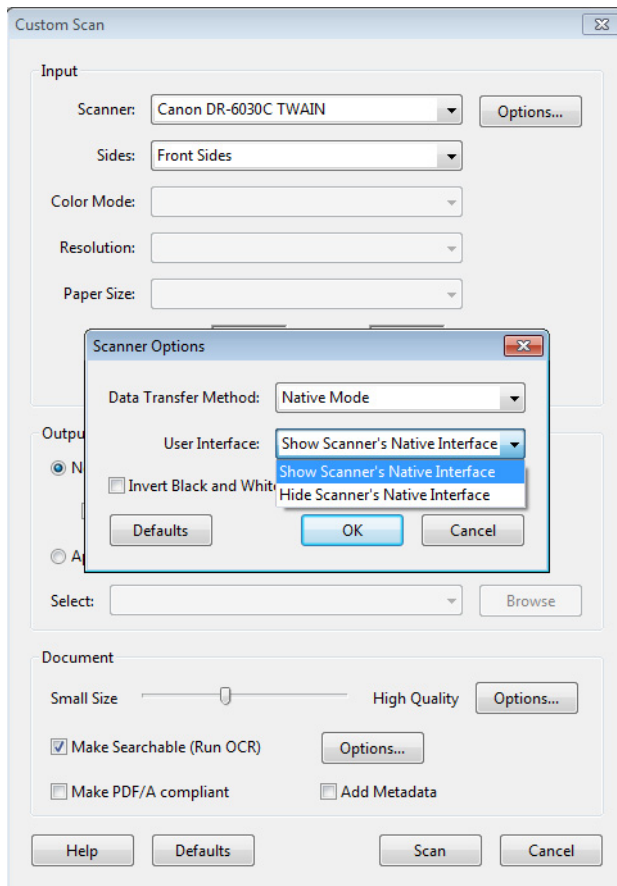 Custom Scan
Input
Scanner: Canon DR-6030C TWAIN Options...
Sides: Front Sides
Color Mode:
Resolution:
Paper Size:
Scanner Options
Data Transfer Method: Native Mode
User Interface: Show Scanner's Native Interface
Show Scanner's Native Interface
Hide Scanner's Native Interface
Invert Black and
Defaults OK Cancel
Select: Browse
Document
Small Size High Quality Options...
Make Searchable (Run OCR) Options...
Make PDF/A compliant Add Metadata
Help Defaults Scan Cancel